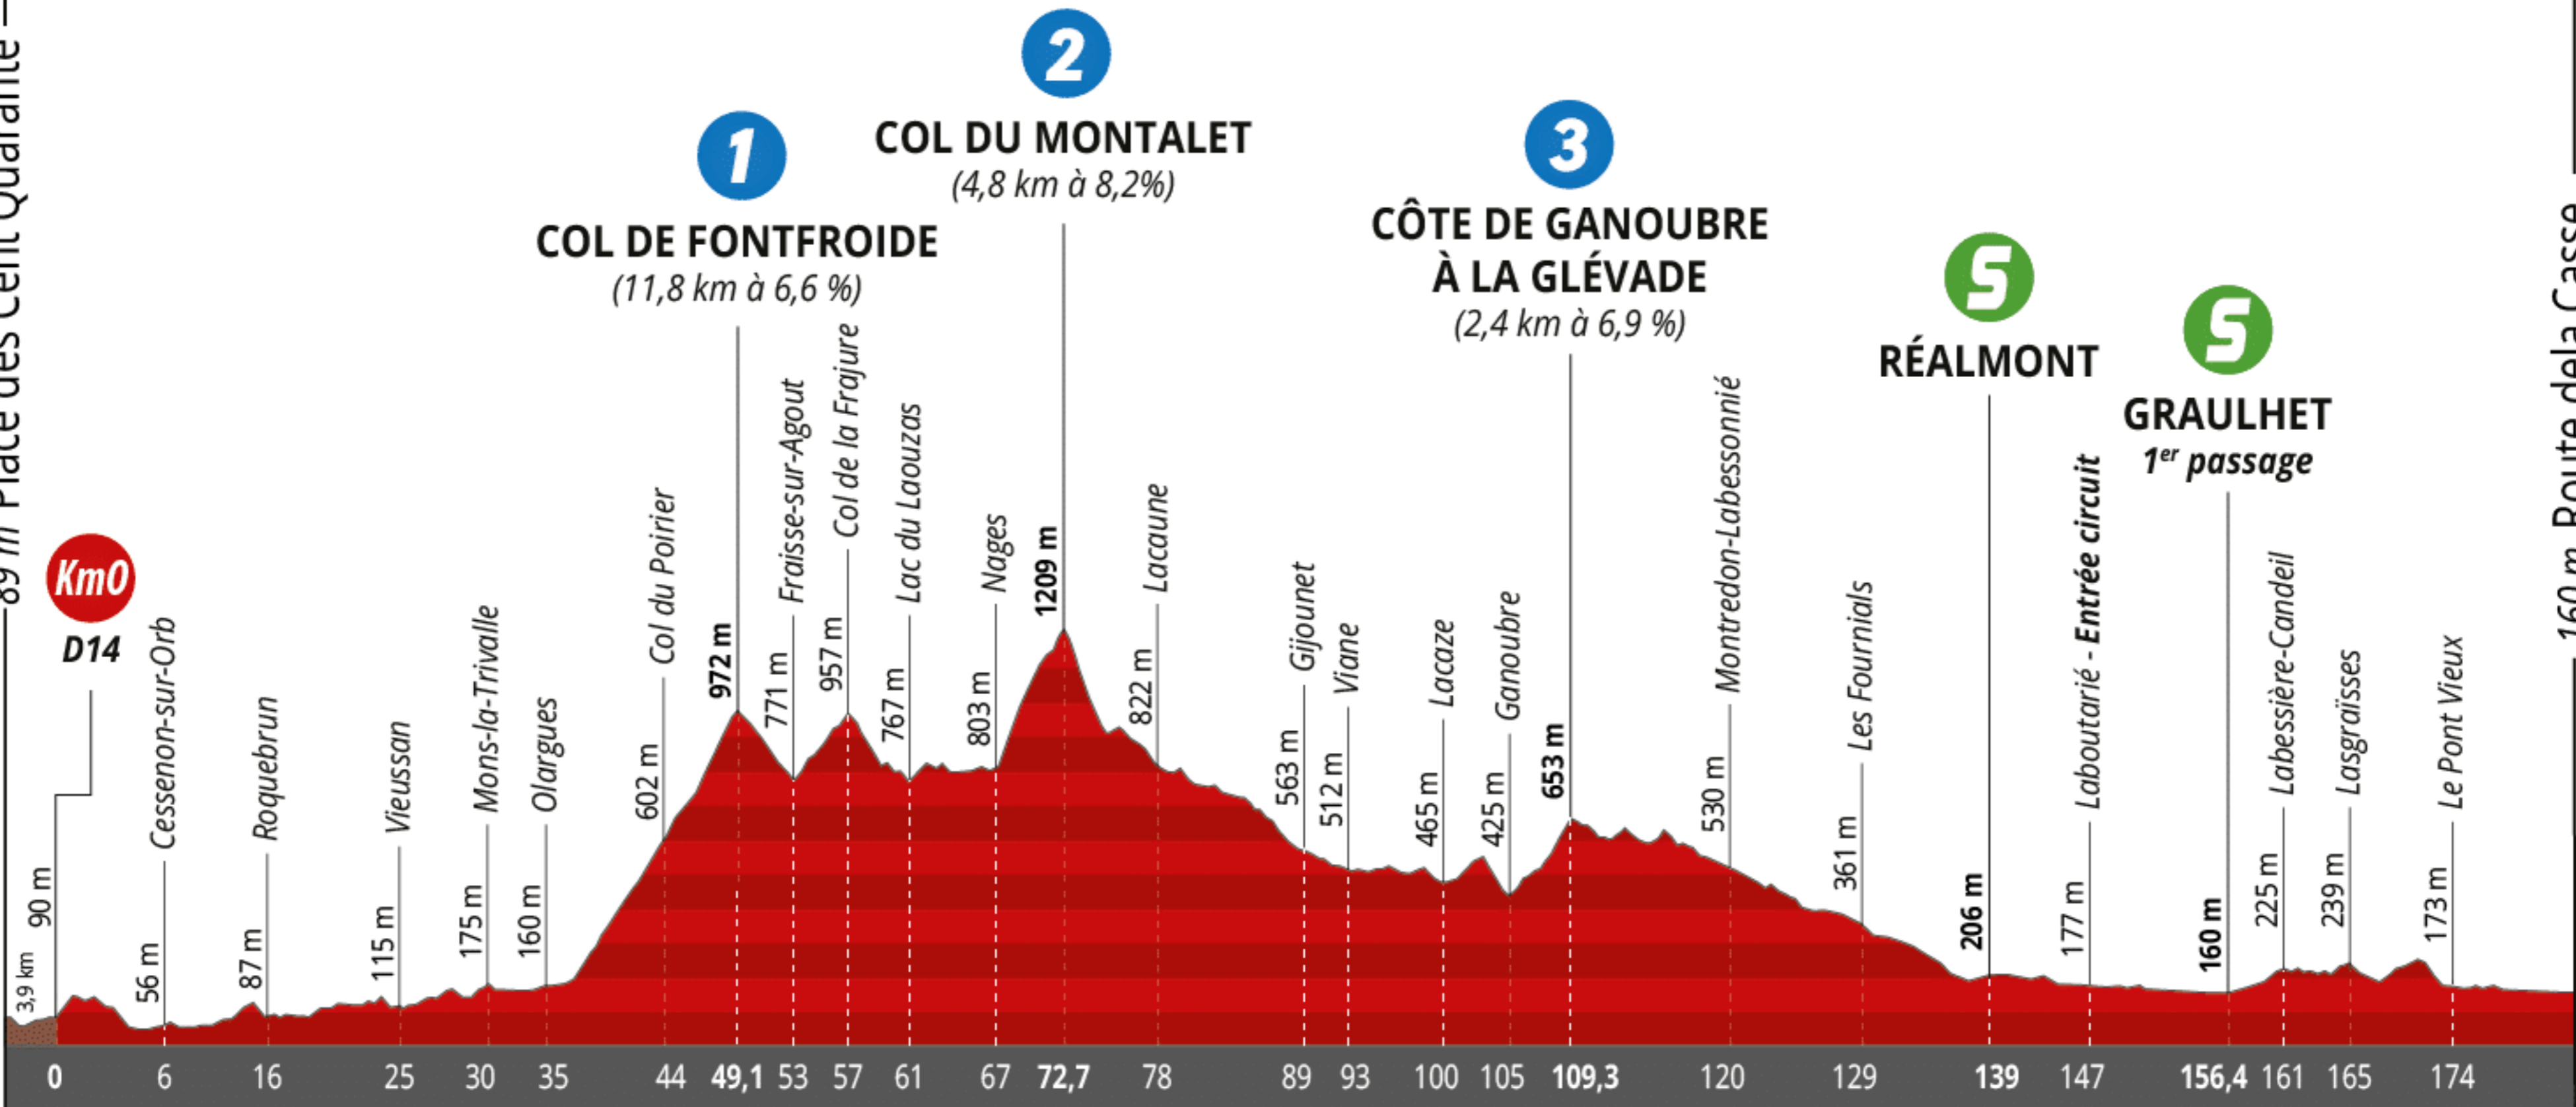 89 m Place des Cent Quarante –
Km0
D14
3,9 km
90 m
Cessenon-sur-Orb
56 m
Roquebrun
87 m
Vieussan
115 m
Mons-la-Trivalle
175 m
Olargues
160 m
Col du Poirier
602 m
1
COL DE FONTFROIDE
(11,8 km à 6,6 %)
972 m
Fraisse-sur-Agout
771 m
Col de la Frajure
957 m
Lac du Laouzas
767 m
Nages
803 m
2
COL DU MONTALET
(4,8 km à 8,2%)
1209 m
Lacaune
822 m
Gijounet
563 m
Viane
512 m
Lacaze
465 m
Ganoubre
425 m
3
CÔTE DE GANOUBRE
À LA GLÉVADE
(2,4 km à 6,9 %)
653 m
Montredon-Labessonnié
530 m
Les Fournials
361 m
S
RÉALMONT
206 m
Laboutarié - Entrée circuit
177 m
S
GRAULHET
1er passage
160 m
Labessière-Candeil
225 m
Lasgraïsses
239 m
Le Pont Vieux
173 m
160 m Route dela Casse
0 6 16 25 30 35 44 49,1 53 57 61 67 72,7 78 89 93 100 105 109,3 120 129 139 147 156,4 161 165 174